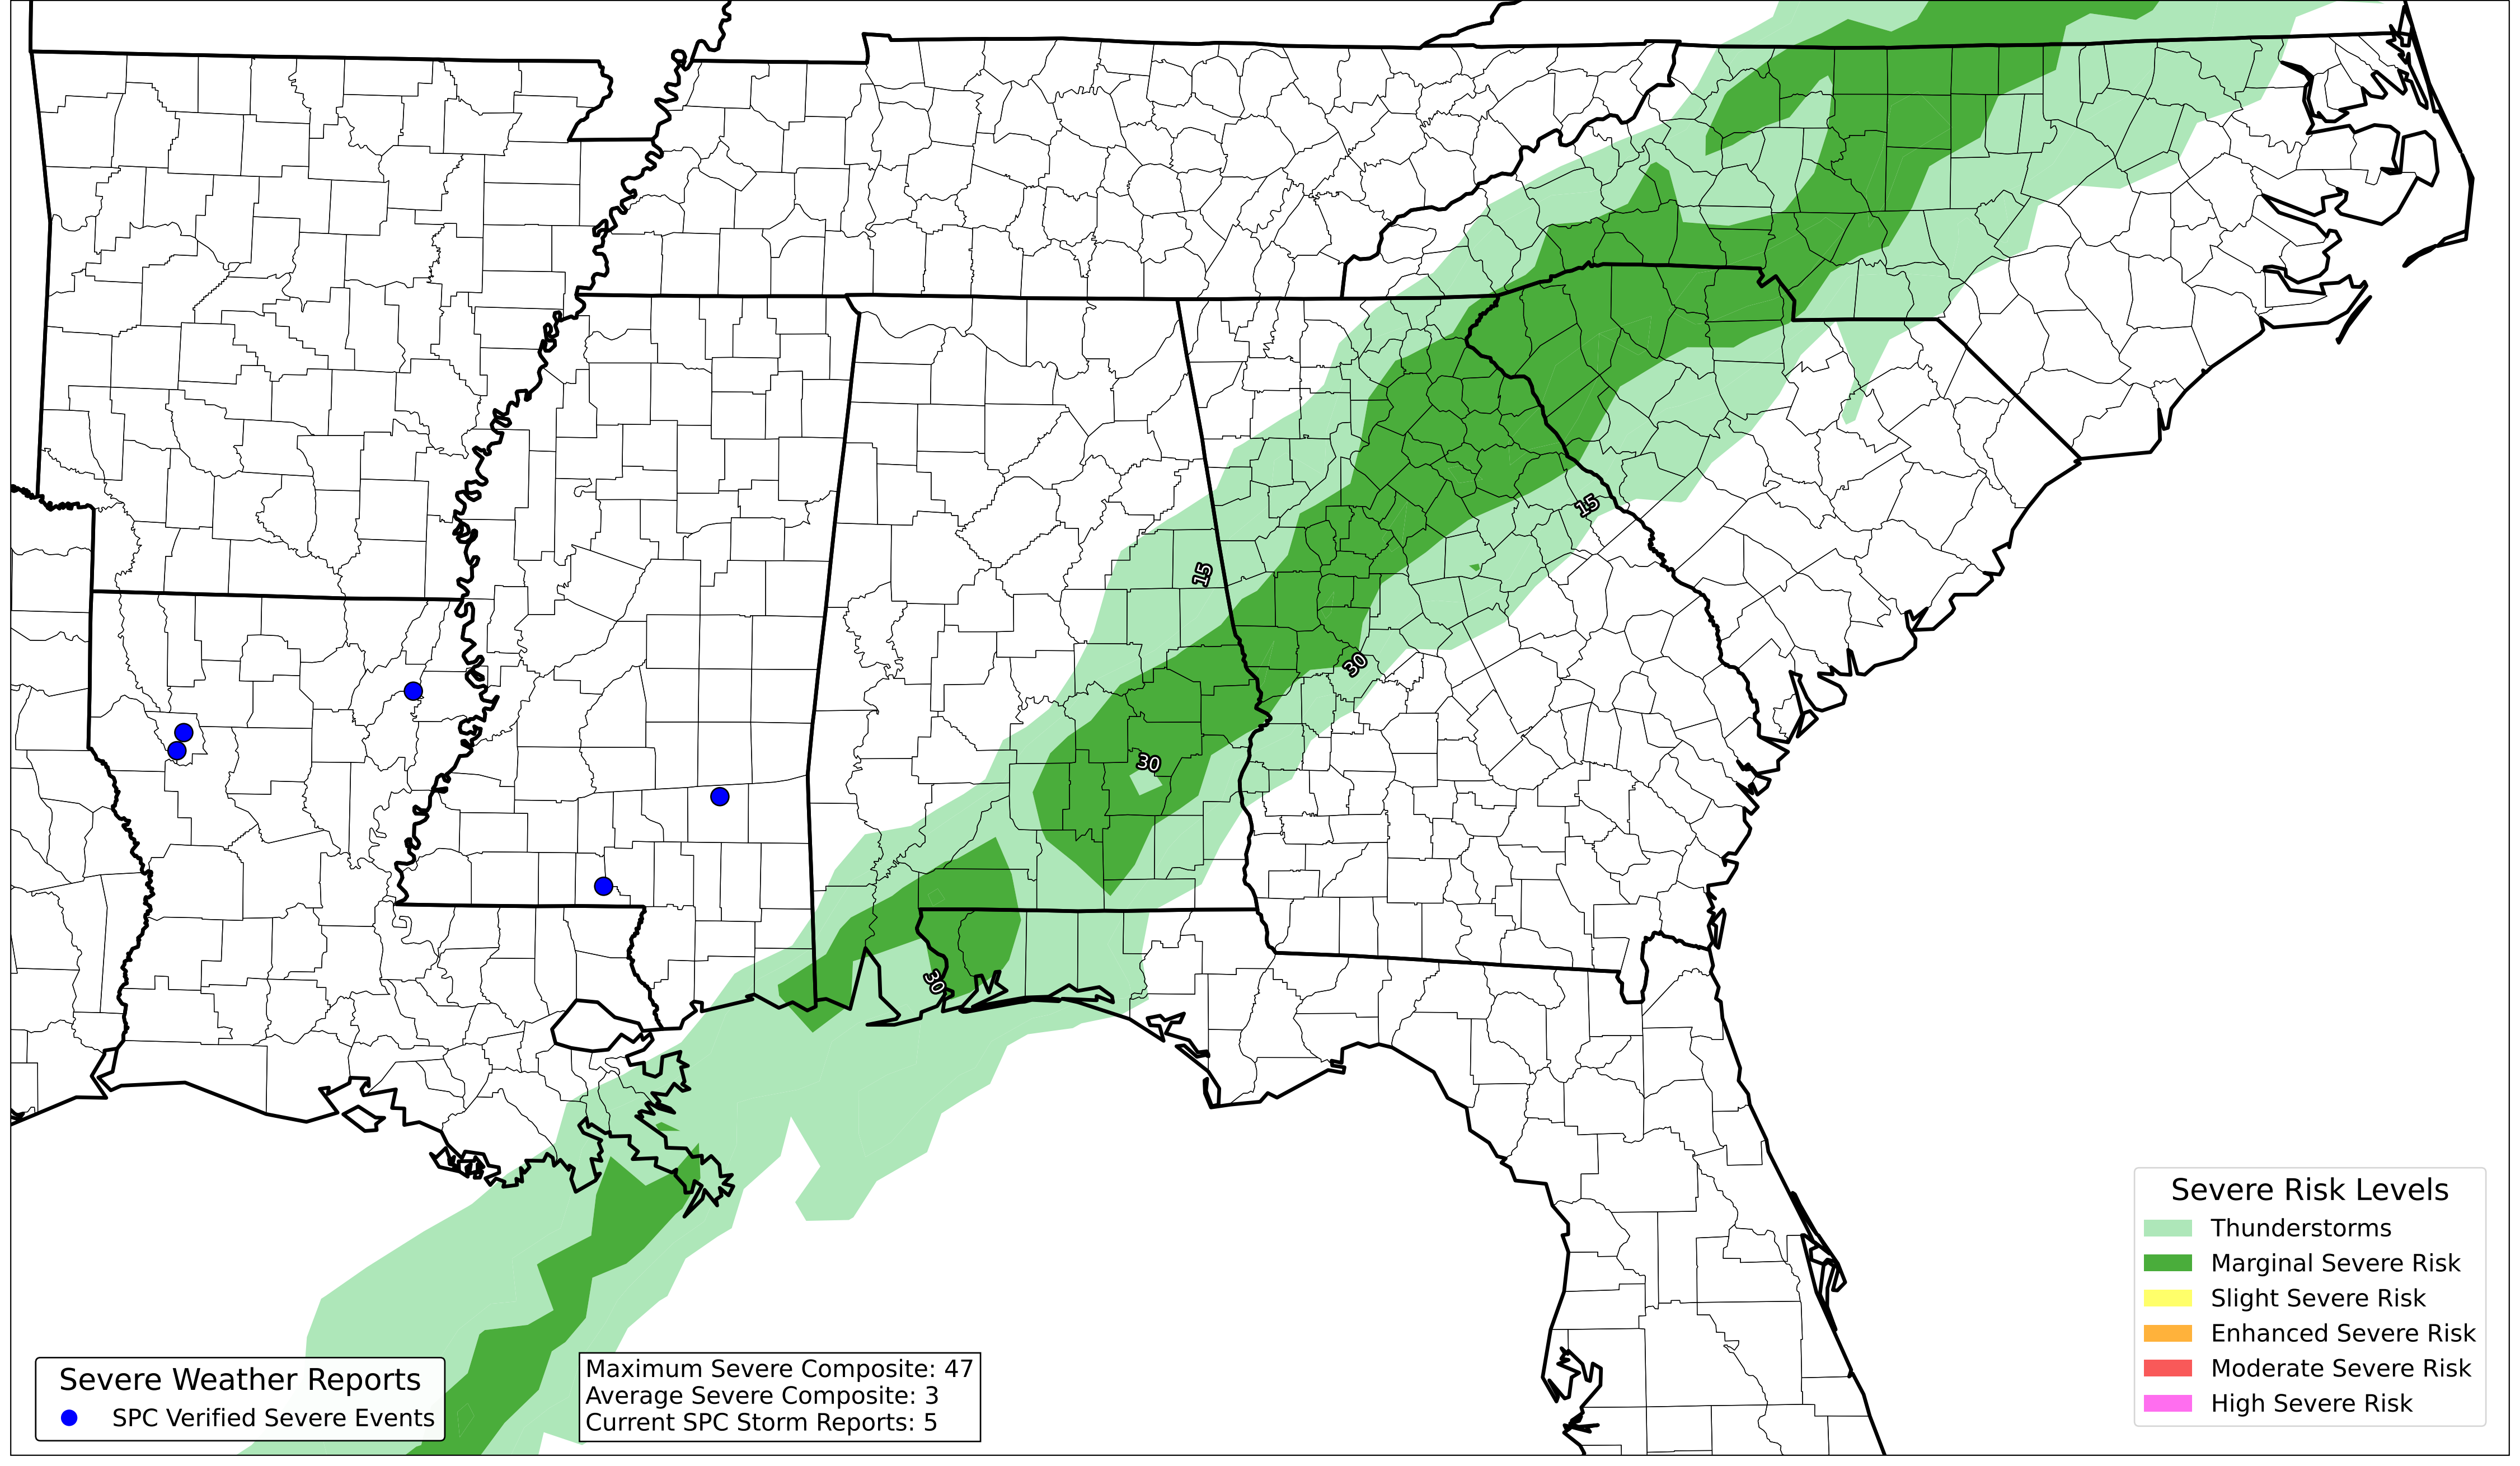 15
15
30
30
30
Severe Risk Levels
Thunderstorms
Marginal Severe Risk
Slight Severe Risk
Enhanced Severe Risk
Moderate Severe Risk
High Severe Risk
Severe Weather Reports
SPC Verified Severe Events
Maximum Severe Composite: 47
Average Severe Composite: 3
Current SPC Storm Reports: 5